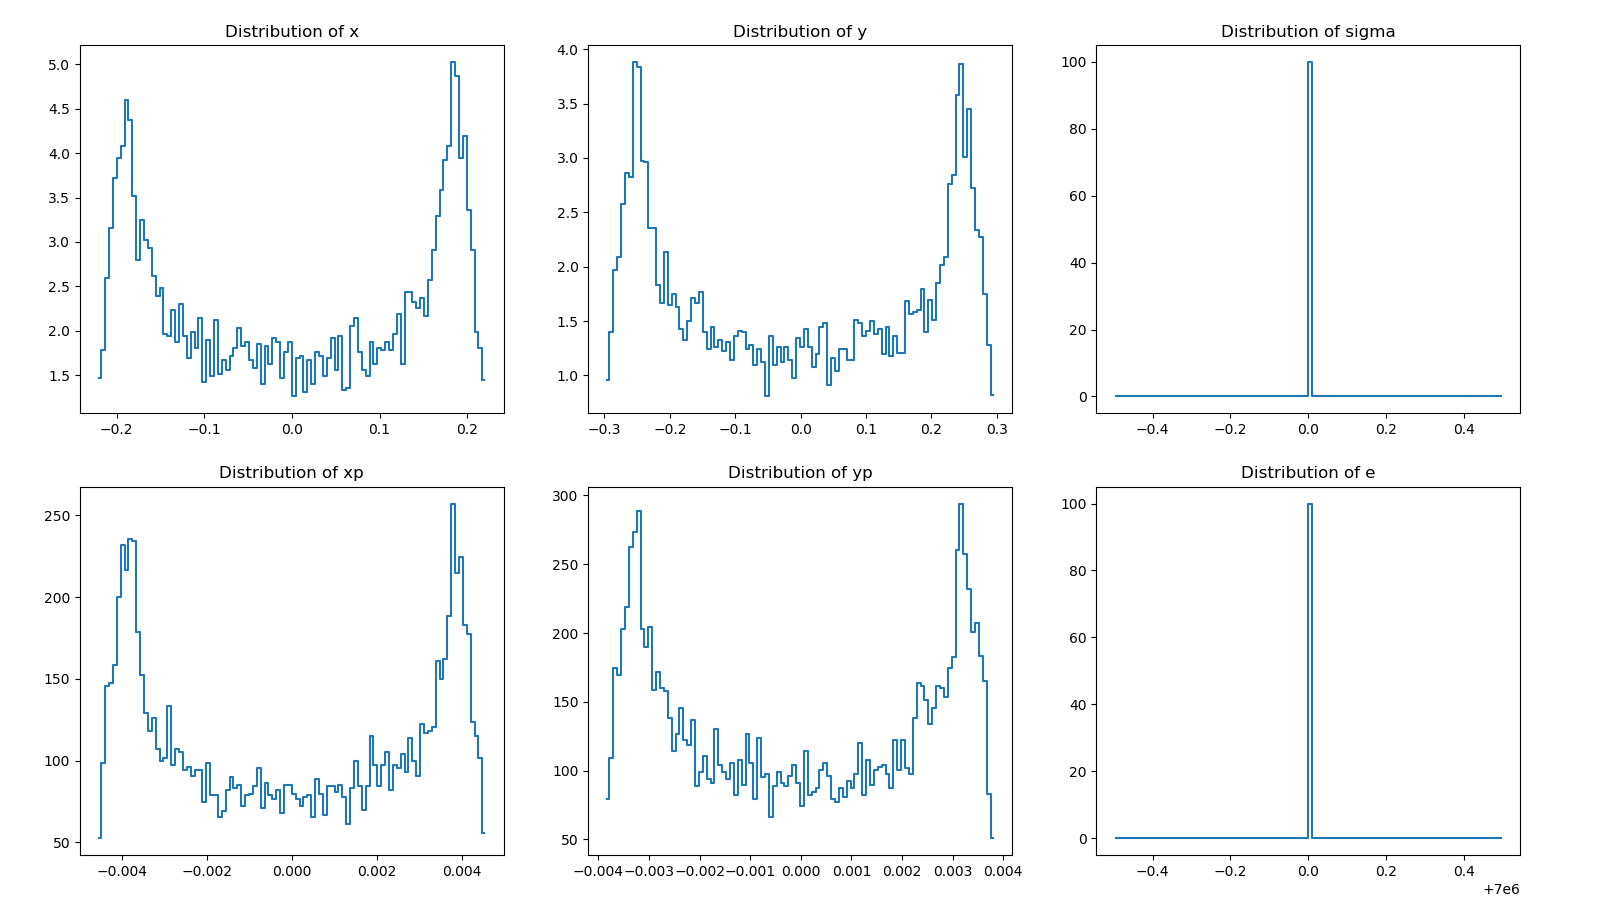 Distribution of x
5.0
4.5
4.0
3.5
3.0
2.5
2.0
1.5
−0.2 −0.1 0.0 0.1 0.2
Distribution of y
4.0
3.5
3.0
2.5
2.0
1.5
1.0
−0.3 −0.2 −0.1 0.0 0.1 0.2 0.3
Distribution of sigma
100
80
60
40
20
0
−0.4 −0.2 0.0 0.2 0.4
Distribution of xp
250
200
150
100
50
−0.004 −0.002 0.000 0.002 0.004
Distribution of yp
300
250
200
150
100
50
−0.004 −0.003 −0.002 −0.001 0.000 0.001 0.002 0.003 0.004
Distribution of e
100
80
60
40
20
0
−0.4 −0.2 0.0 0.2 0.4
+7e6